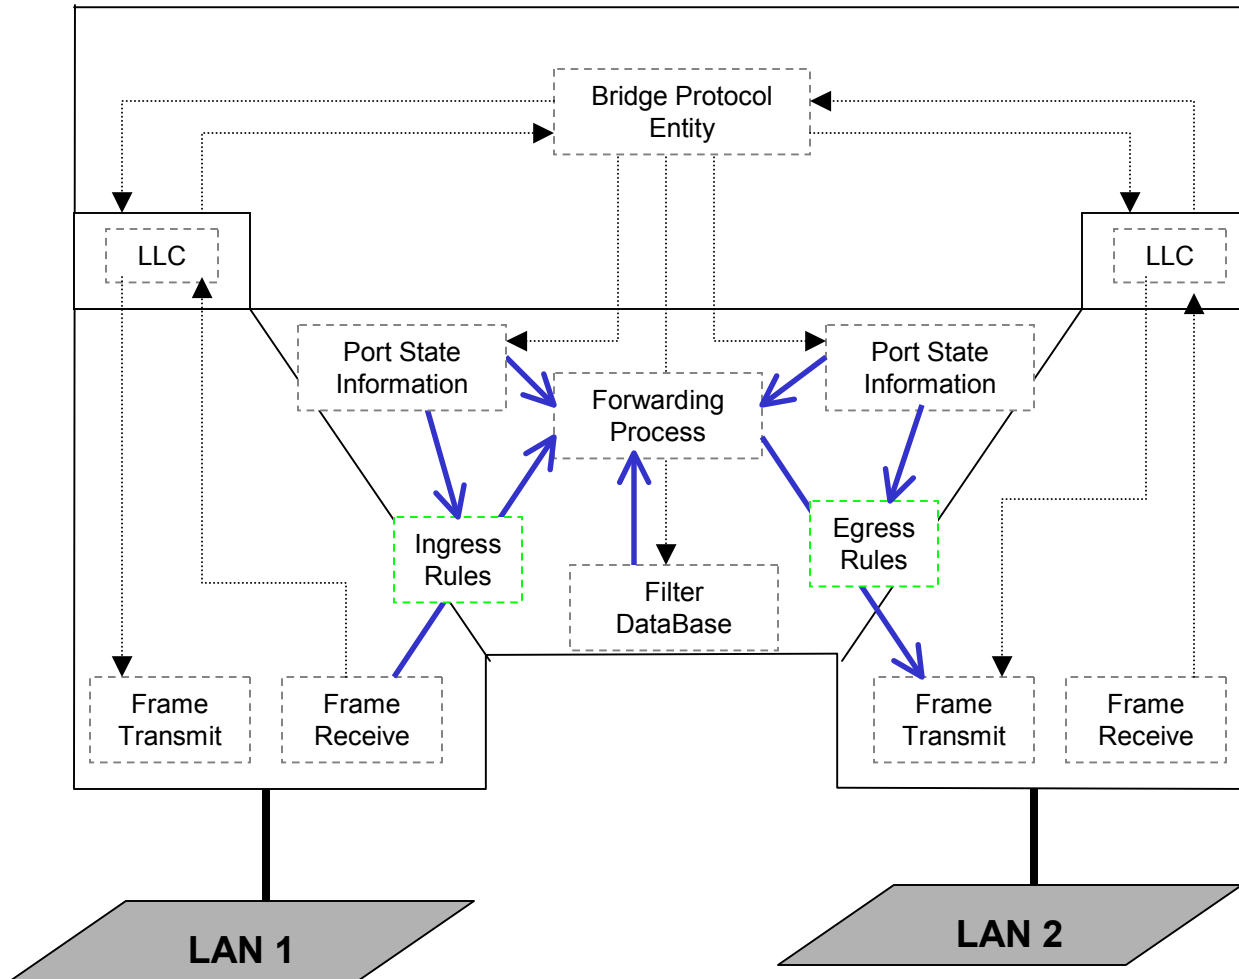 Bridge Protocol
Entity
LLC
LLC
Port State
Information
Port State
Information
Forwarding
Process
Ingress
Rules
Egress
Rules
Filter
DataBase
Frame
Transmit
Frame
Receive
Frame
Transmit
Frame
Receive
LAN 1
LAN 2